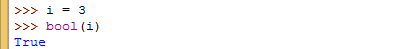 >>> i = 3
>>> bool(i)
True